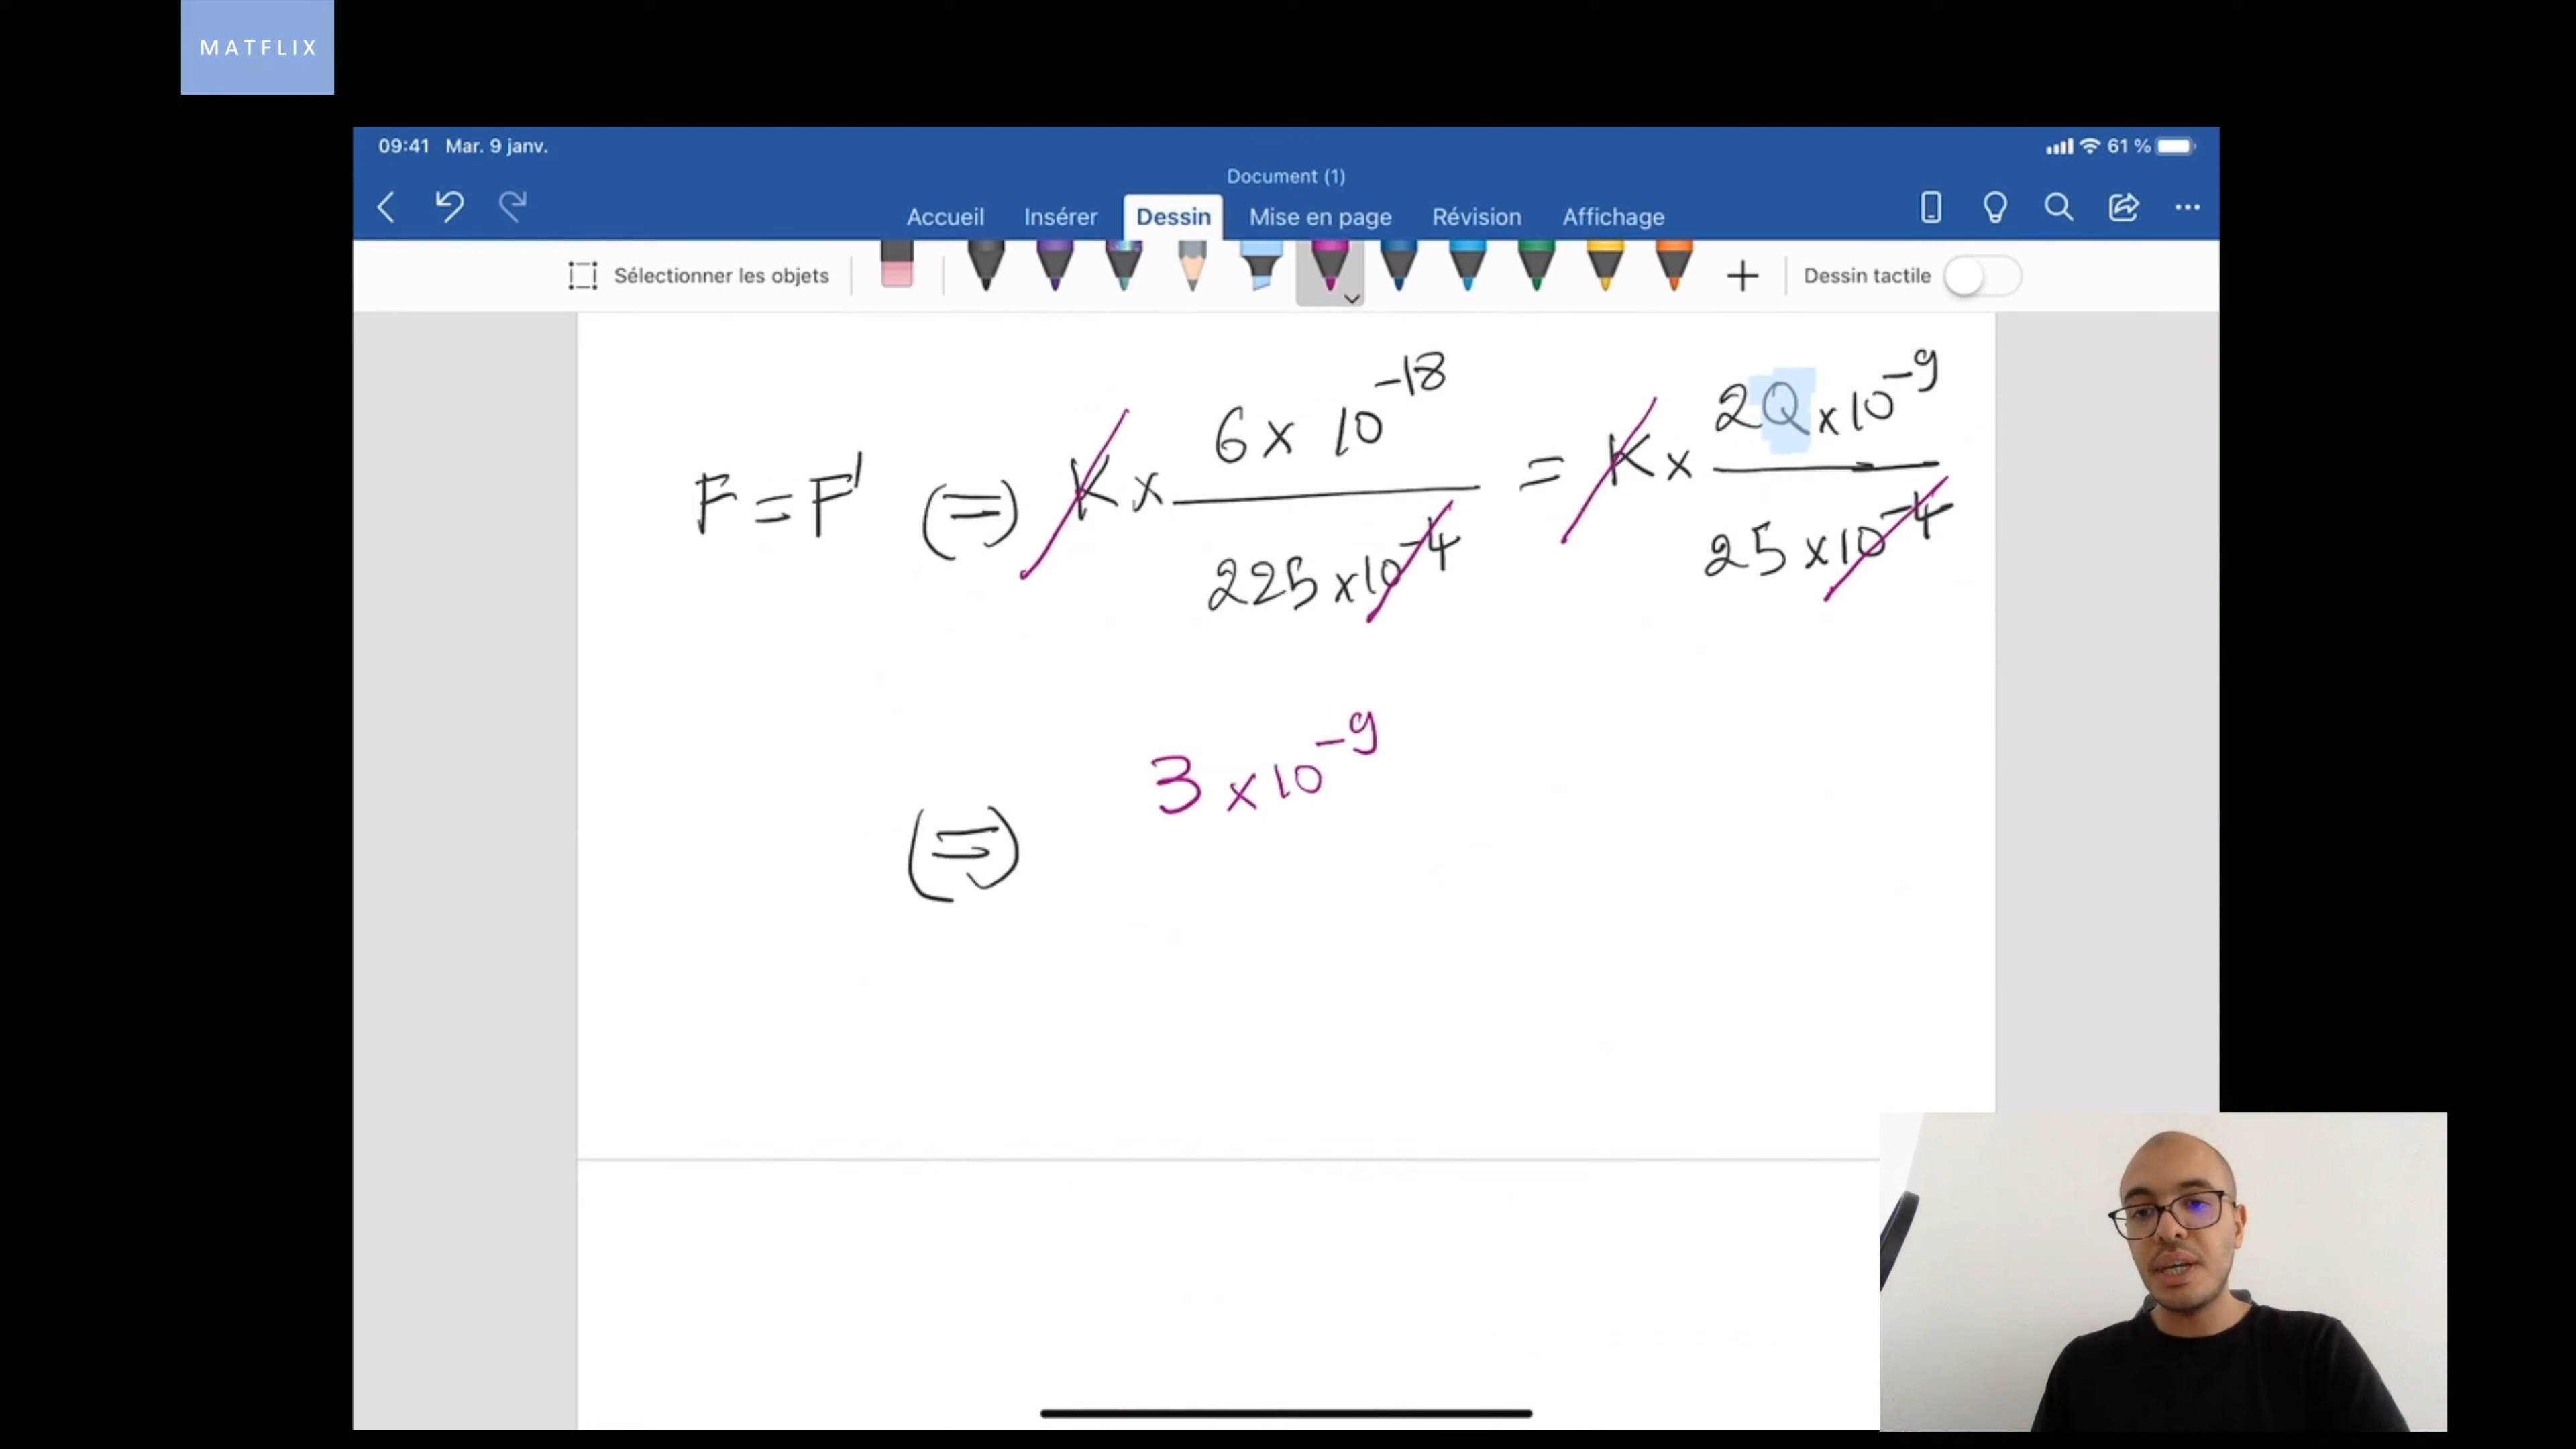 MATFLIX
09:41 Mar. 9 janv. 61 %
Document (1)
Accueil Insérer Dessin Mise en page Révision Affichage
Sélectionner les objets Dessin tactile
F = F' (=) K x 6 x 10^-18 / 225 x 10^-4 = K x 2Q x 10^-9 / 25 x 10^-4
(=) 3 x 10^-9